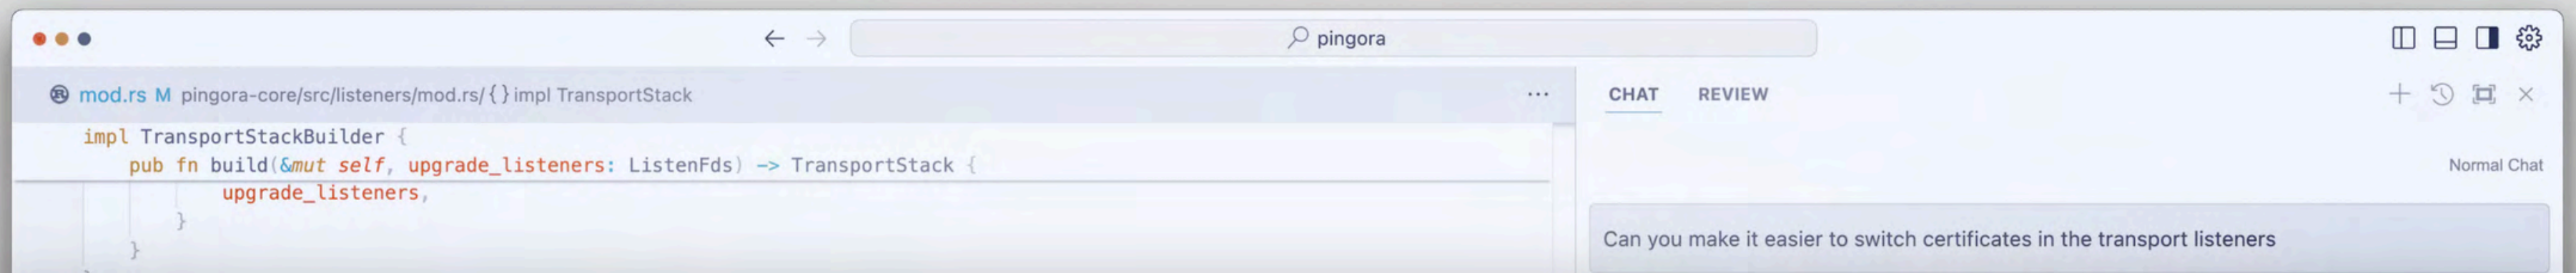 pingora
mod.rs M pingora-core/src/listeners/mod.rs/{} impl TransportStack ...
CHAT REVIEW
impl TransportStackBuilder {
pub fn build(&mut self, upgrade_listeners: ListenFds) -> TransportStack {
upgrade_listeners,
}
}
Normal Chat
Can you make it easier to switch certificates in the transport listeners